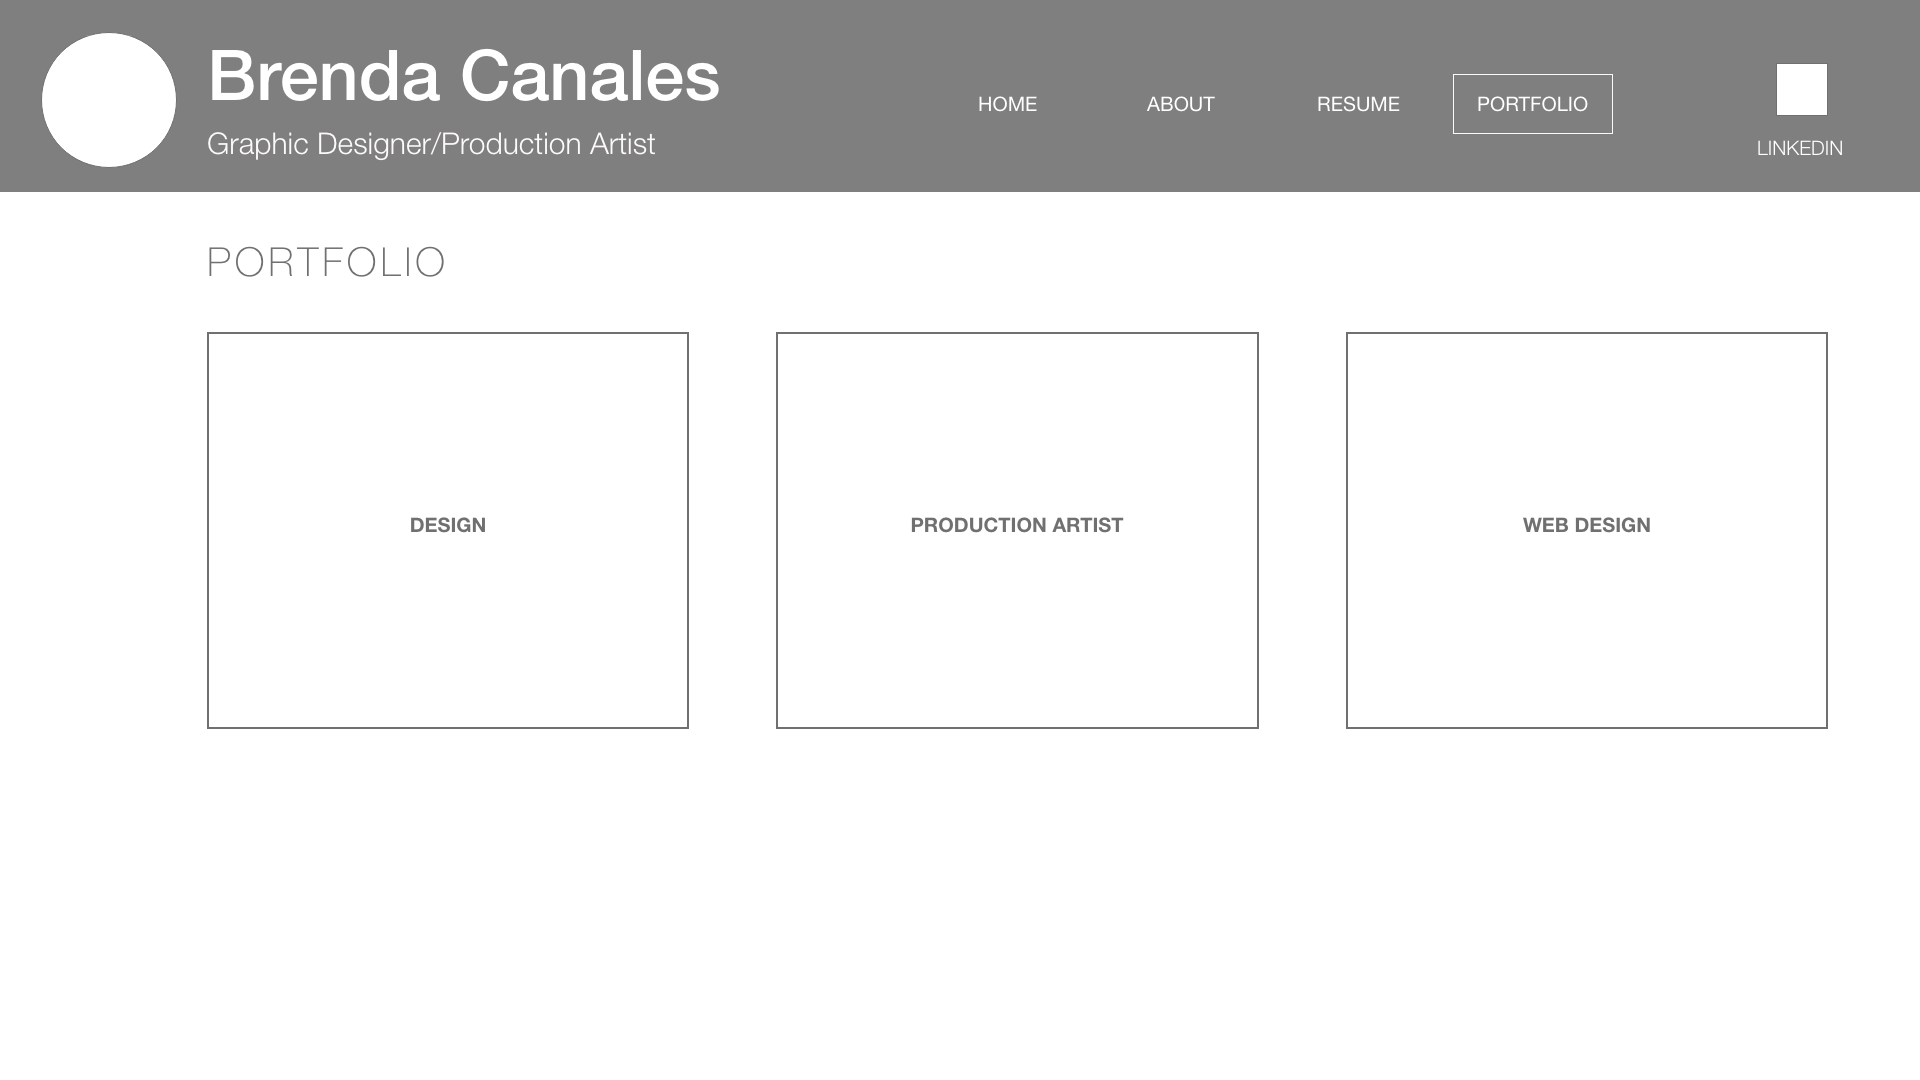 Brenda Canales
Graphic Designer/Production Artist
HOME
ABOUT
RESUME
PORTFOLIO
LINKEDIN
PORTFOLIO
DESIGN
PRODUCTION ARTIST
WEB DESIGN